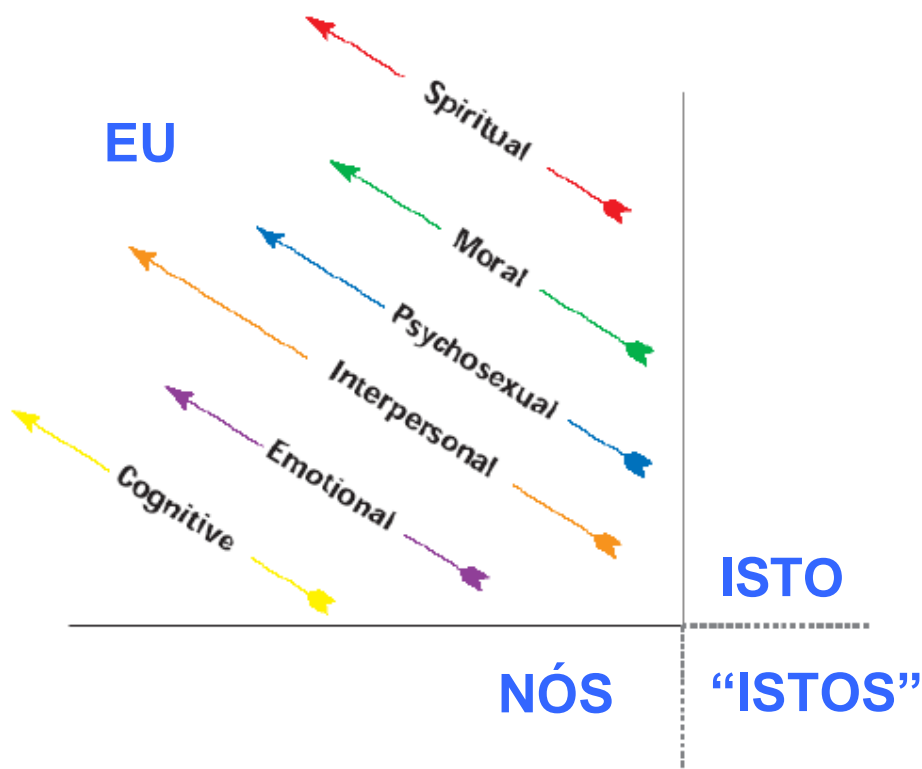 Spiritual
EU
Moral
Psychosexual
Interpersonal
Emotional
Cognitive
ISTO
NÓS
“ISTOS”